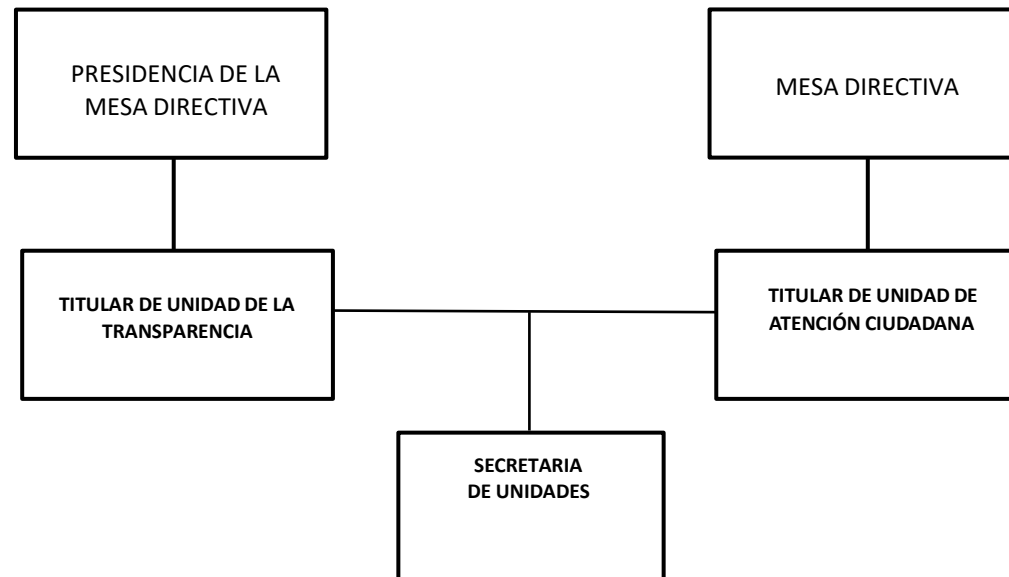 PRESIDENCIA DE LA
MESA DIRECTIVA
MESA DIRECTIVA
TITULAR DE UNIDAD DE LA
TRANSPARENCIA
TITULAR DE UNIDAD DE
ATENCIÓN CIUDADANA
SECRETARIA
DE UNIDADES